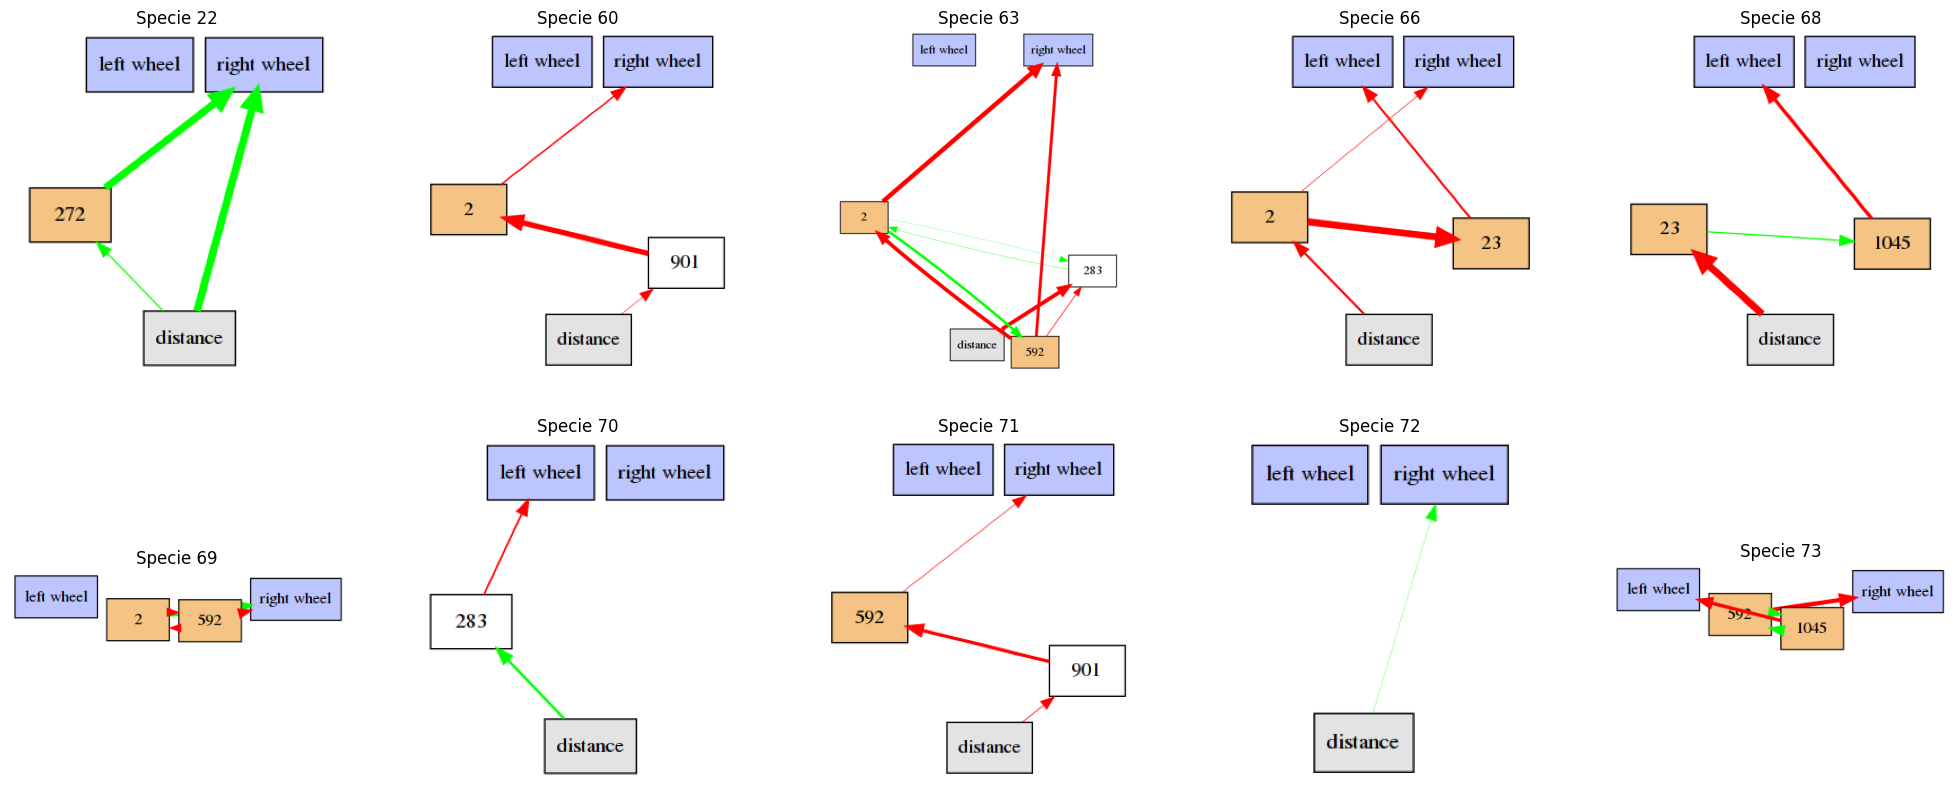 Specie 22
left wheel
right wheel
272
distance
Specie 60
left wheel
right wheel
2
901
distance
Specie 63
left wheel
right wheel
2
283
distance
592
Specie 66
left wheel
right wheel
2
23
distance
Specie 68
left wheel
right wheel
23
1045
distance
Specie 69
left wheel
2
592
right wheel
Specie 70
left wheel
right wheel
283
distance
Specie 71
left wheel
right wheel
592
901
distance
Specie 72
left wheel
right wheel
distance
Specie 73
left wheel
592
1045
right wheel